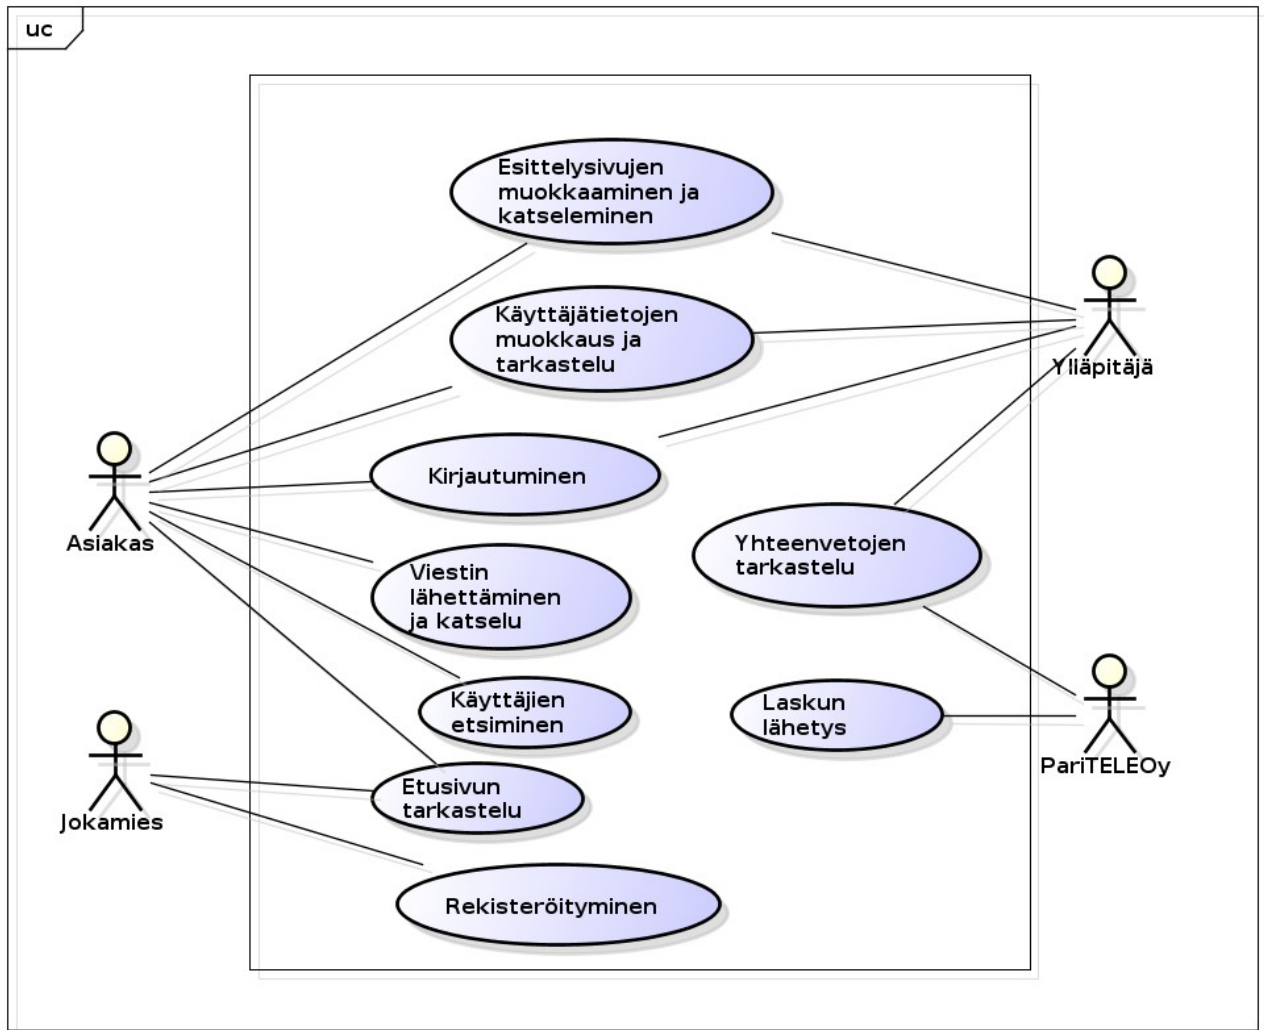 uc
Esittelysivujen
muokkaaminen ja
katseleminen
Käyttäjätietojen
muokkaus ja
tarkastelu
Ylläpitäjä
Kirjautuminen
Asiakas
Yhteenvetojen
tarkastelu
Viestin
lähettäminen
ja katselu
Käyttäjien
etsiminen
Laskun
lähetys
PariTELEOy
Etusivun
tarkastelu
Jokamies
Rekisteröityminen